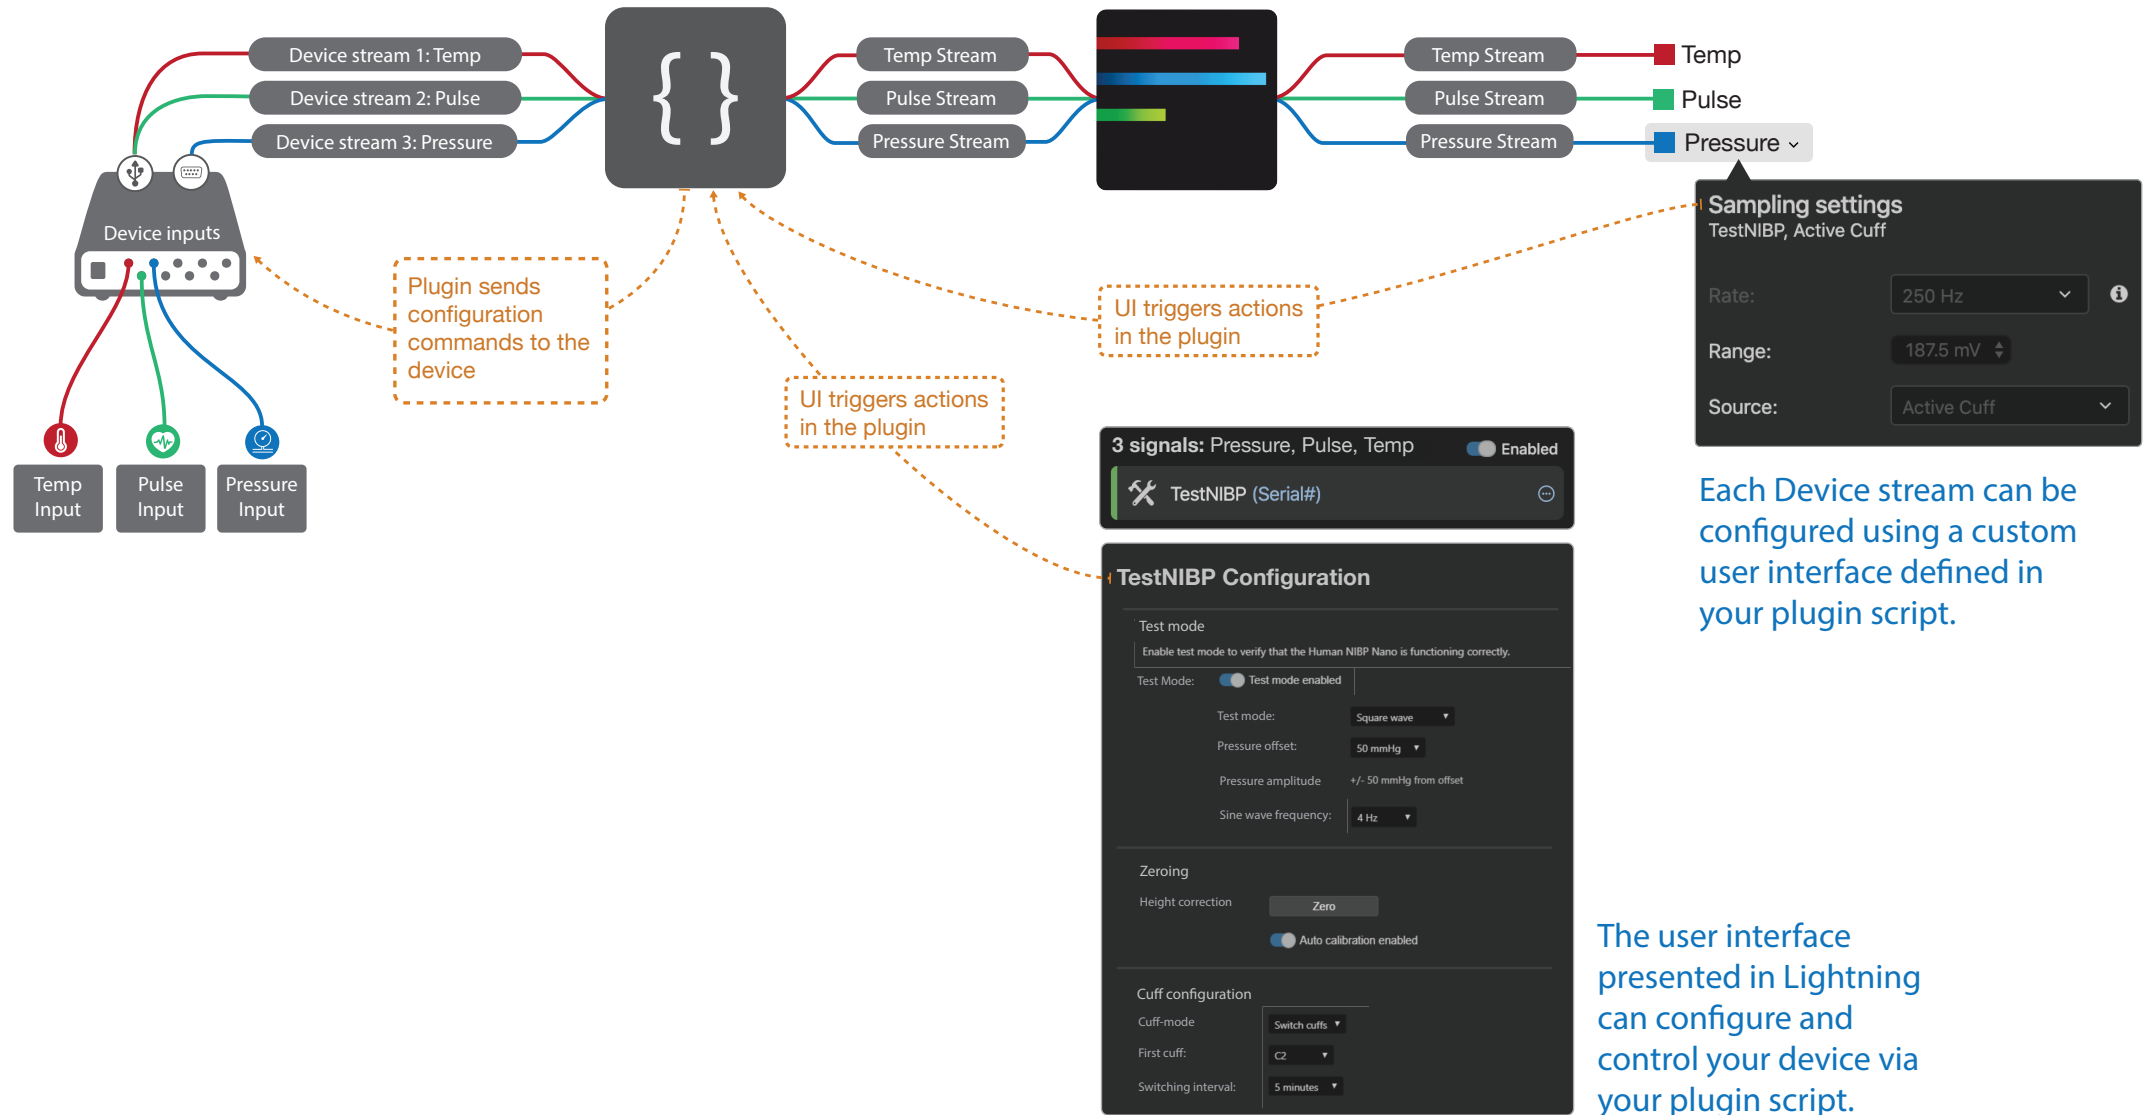 Device stream 1: Temp
Device stream 2: Pulse
Device stream 3: Pressure
{ }
Temp Stream
Pulse Stream
Pressure Stream
Temp Stream
Pulse Stream
Pressure Stream
Temp
Pulse
Pressure
Device inputs
Temp
Input
Pulse
Input
Pressure
Input
Plugin sends
configuration
commands to the
device
UI triggers actions
in the plugin
UI triggers actions
in the plugin
Sampling settings
TestNIBP, Active Cuff
Rate: 250 Hz
Range: 187.5 mV
Source: Active Cuff
Each Device stream can be
configured using a custom
user interface defined in
your plugin script.
3 signals: Pressure, Pulse, Temp Enabled
TestNIBP (Serial#)
TestNIBP Configuration
Test mode
Enable test mode to verify that the Human NIBP Nano is functioning correctly.
Test Mode: Test mode enabled
Test mode: Square wave
Pressure offset: 50 mmHg
Pressure amplitude +/- 50 mmHg from offset
Sine wave frequency: 4 Hz
Zeroing
Height correction Zero
Auto calibration enabled
Cuff configuration
Cuff-mode Switch cuffs
First cuff: C2
Switching interval: 5 minutes
The user interface
presented in Lightning
can configure and
control your device via
your plugin script.